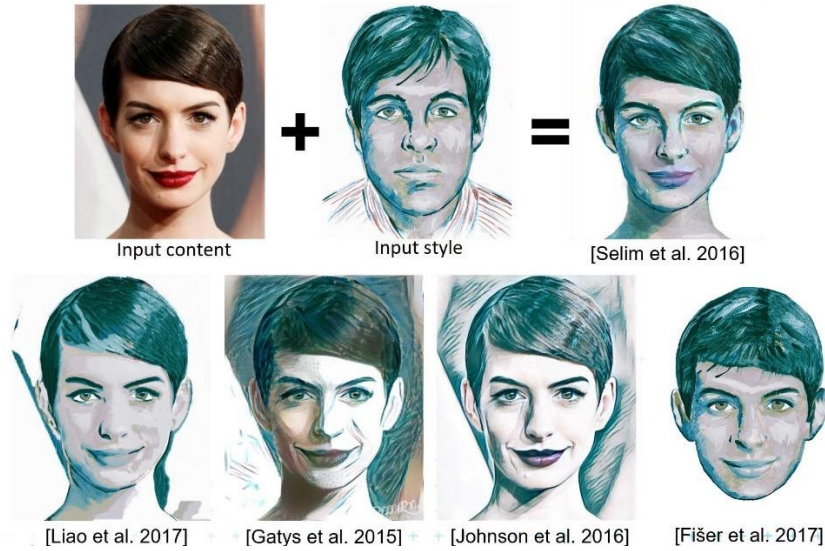 +
=
Input content
Input style
[Selim et al. 2016]
[Liao et al. 2017]
[Gatys et al. 2015]
[Johnson et al. 2016]
[Fišer et al. 2017]